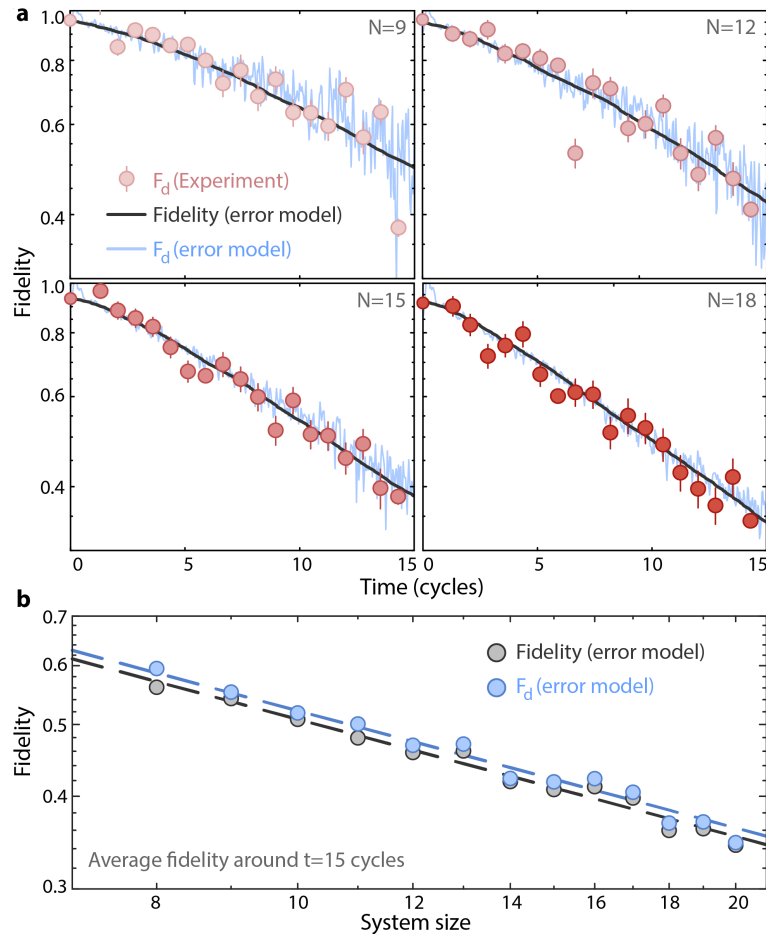 a
1.0
0.8
0.6
0.4
N=9
N=12
F_d (Experiment)
Fidelity (error model)
F_d (error model)
Fidelity
1.0
0.8
0.6
0.4
N=15
N=18
0 5 10 15 0 5 10 15
Time (cycles)
b
0.7
0.6
0.5
0.4
0.3
Fidelity
Fidelity (error model)
F_d (error model)
Average fidelity around t=15 cycles
8 10 12 14 16 18 20
System size